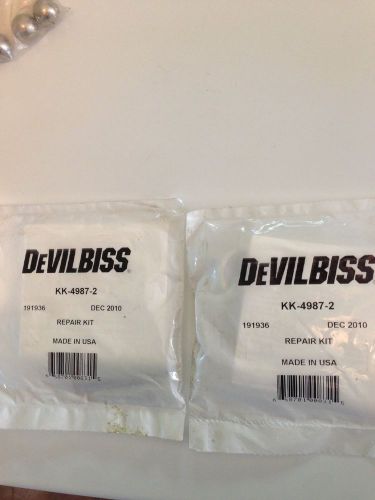 DEVILBISS
KK-4987-2
191936 DEC 2010
REPAIR KIT
MADE IN USA
DEVILBISS
KK-4987-2
191936 DEC 2010
REPAIR KIT
MADE IN USA